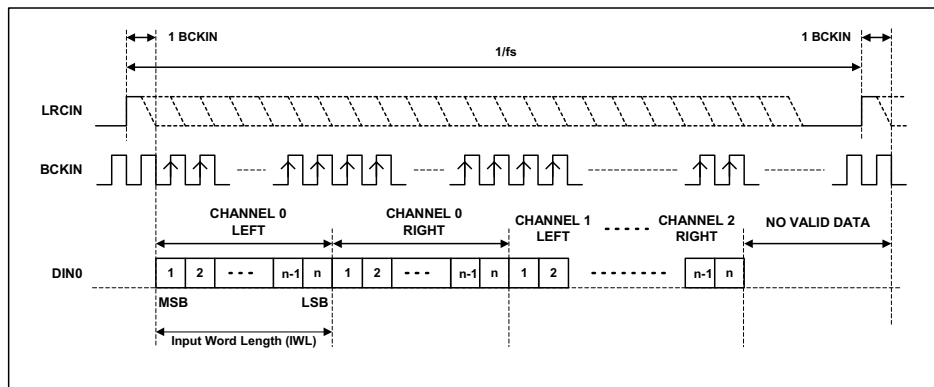 1 BCKIN 1 BCKIN
1/fs
LRCIN
BCKIN
CHANNEL 0 LEFT
CHANNEL 0 RIGHT
CHANNEL 1 LEFT
CHANNEL 2 RIGHT
NO VALID DATA
DIN0 1 2 n-1 n 1 2 n-1 n 1 2 n-1 n
MSB LSB
Input Word Length (IWL)